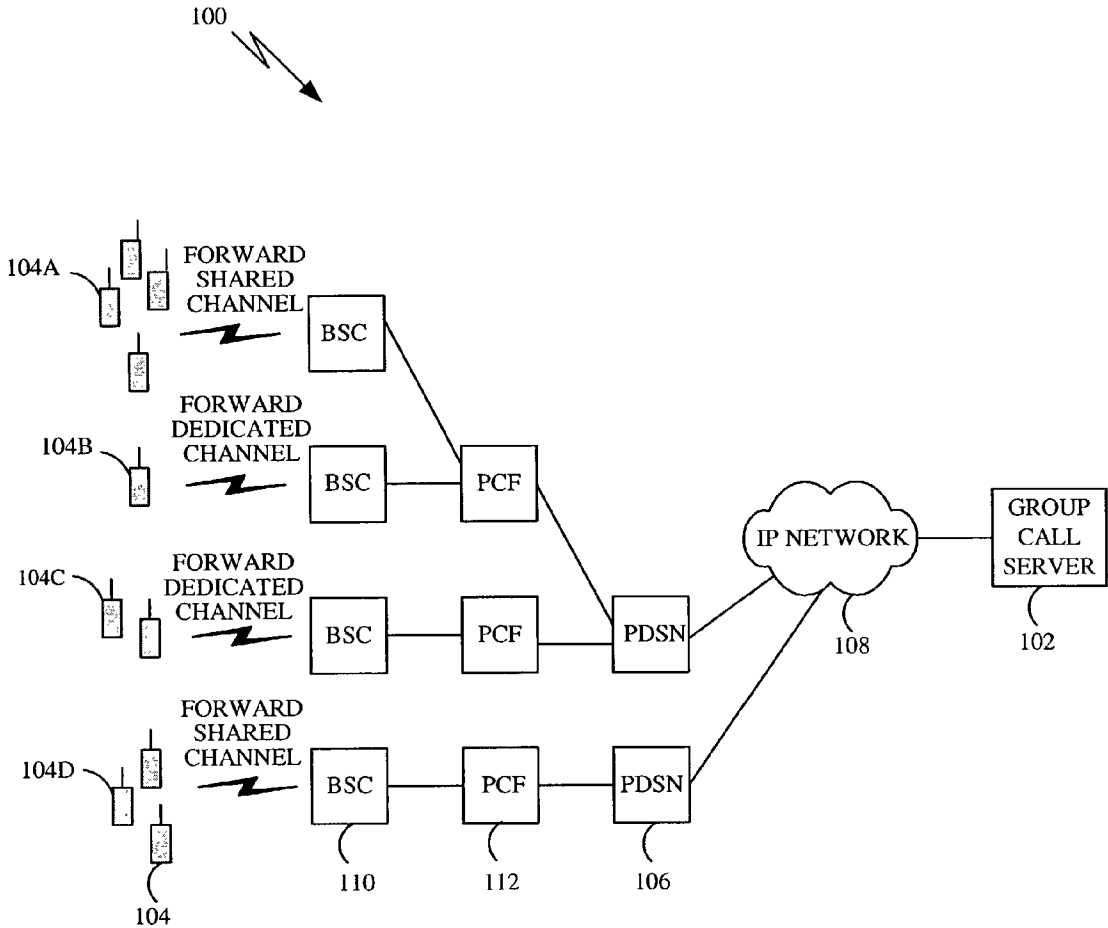 100
104A
FORWARD
SHARED
CHANNEL
BSC
104B
FORWARD
DEDICATED
CHANNEL
BSC
PCF
IP NETWORK
108
GROUP
CALL
SERVER
102
104C
FORWARD
DEDICATED
CHANNEL
BSC
PCF
PDSN
104D
FORWARD
SHARED
CHANNEL
BSC
PCF
PDSN
104
110
112
106